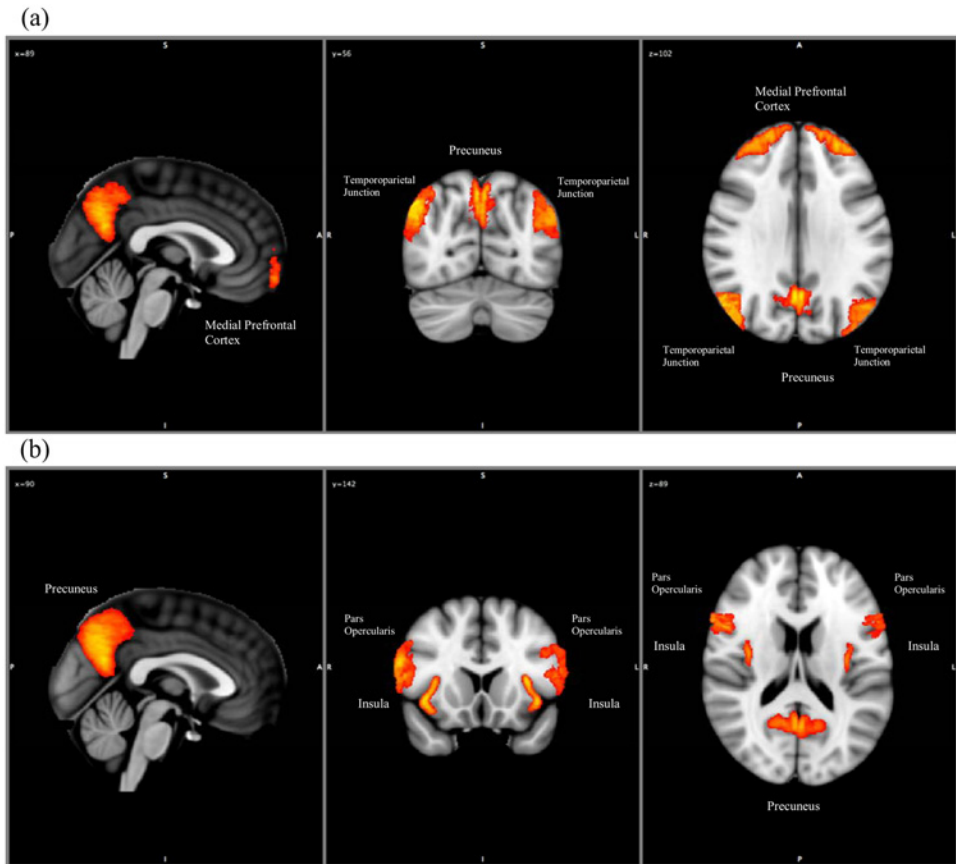 (a)
S
S
A
x=89
y=56
z=102
Medial Prefrontal
Cortex
Precuneus
Temporoparietal
Junction
Temporoparietal
Junction
P
A
R
L
R
L
Medial Prefrontal
Cortex
Temporoparietal
Junction
Temporoparietal
Junction
Precuneus
I
I
P
(b)
S
S
A
x=90
y=142
z=89
Precuneus
Pars
Opercularis
Pars
Opercularis
Pars
Opercularis
Pars
Opercularis
Insula
Insula
P
A
R
L
R
L
Insula
Insula
Precuneus
I
I
P